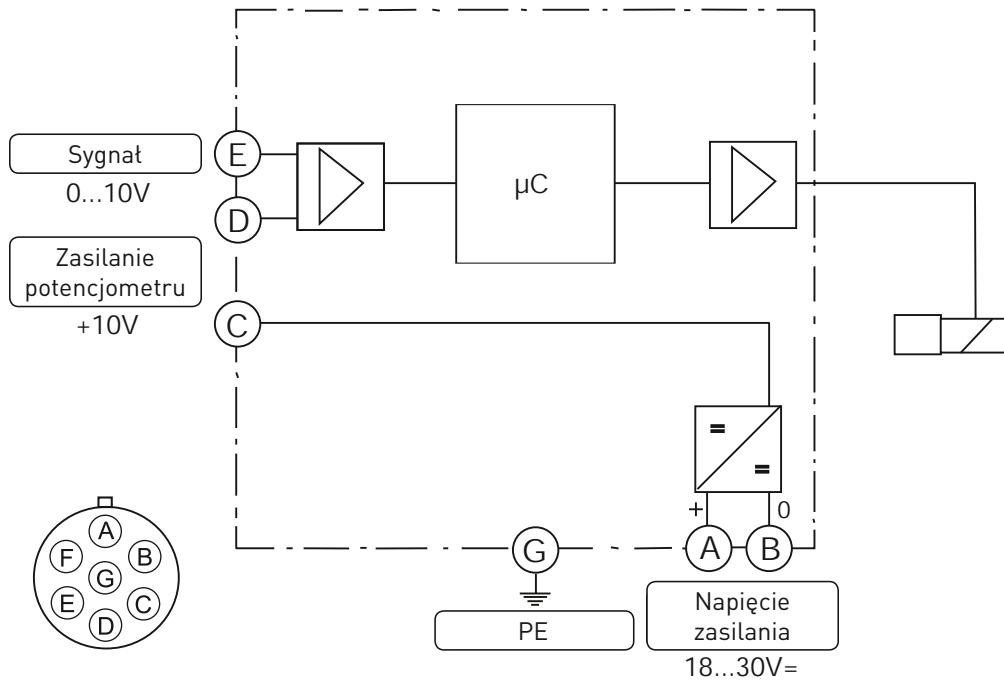 Sygnał
0...10V
E
D
µC
Zasilanie
potencjometru
+10V
C
=
=
+
0
A
B
G
PE
Napięcie
zasilania
18...30V=
A
F
B
G
E
C
D